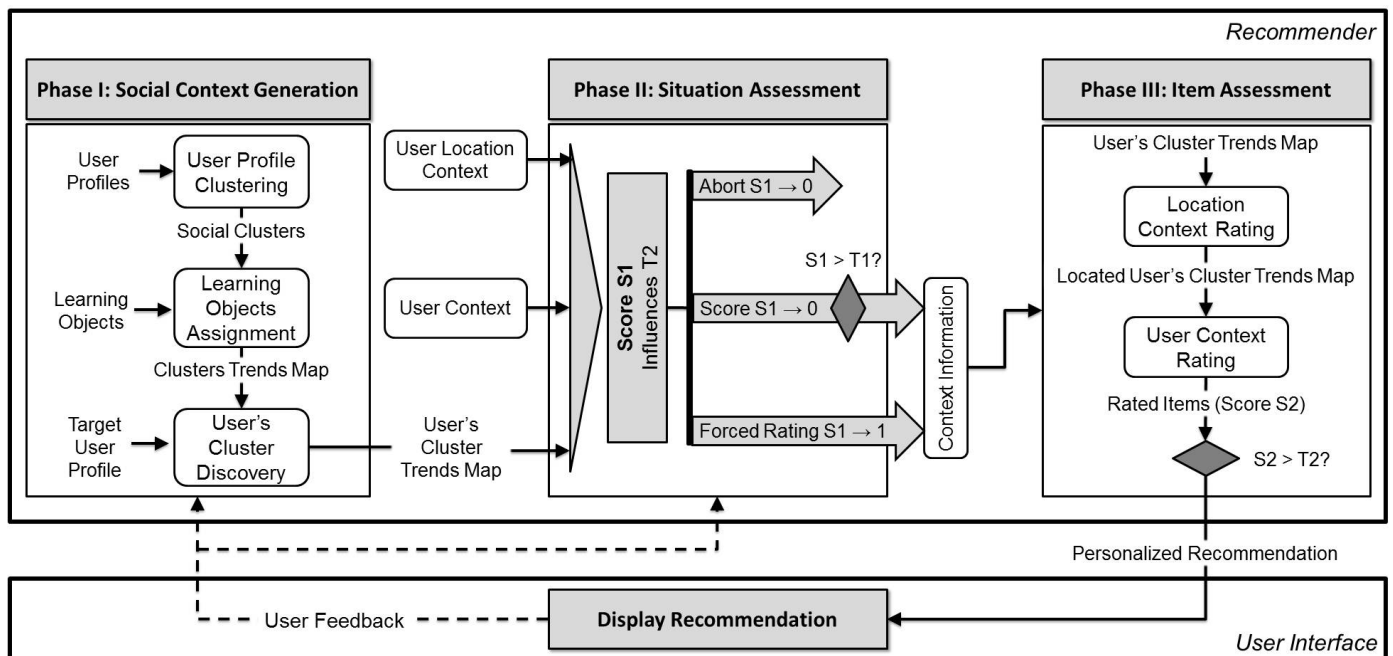 Recommender
Phase I: Social Context Generation
User
Profiles
User Profile
Clustering
Social Clusters
Learning
Objects
Learning
Objects
Assignment
Clusters Trends Map
Target
User
Profile
User's
Cluster
Discovery
User's
Cluster
Trends Map
User Location
Context
User Context
Phase II: Situation Assessment
Score S1
Influences T2
Abort S1 → 0
S1 > T1?
Score S1 → 0
Forced Rating S1 → 1
Context Information
Phase III: Item Assessment
User's Cluster Trends Map
Location
Context Rating
Located User's Cluster Trends Map
User Context
Rating
Rated Items (Score S2)
S2 > T2?
Personalized Recommendation
User Feedback
Display Recommendation
User Interface